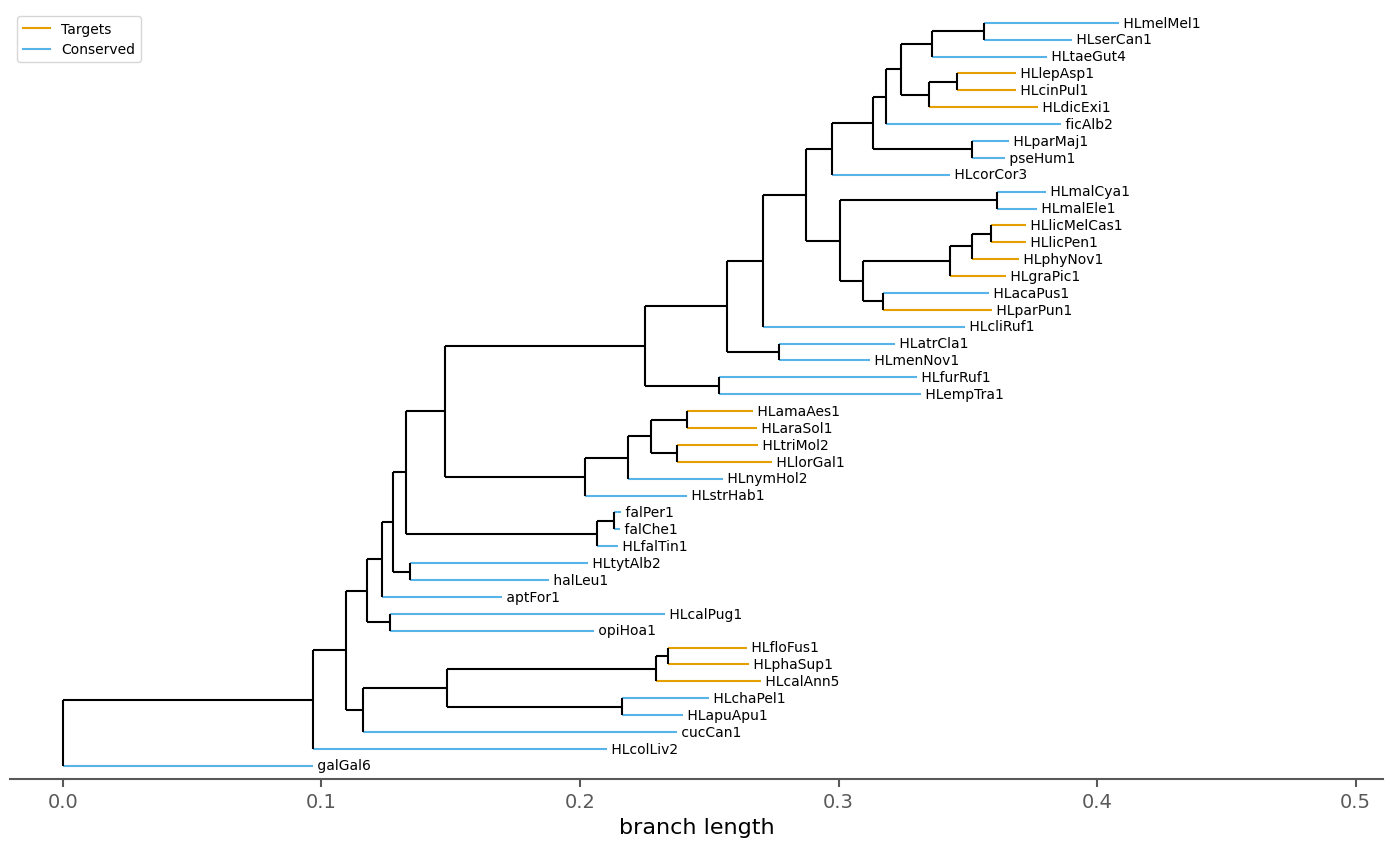 Targets
Conserved
HLmelMel1
HLserCan1
HLtaeGut4
HLlepAsp1
HLcinPul1
HLdicExi1
ficAlb2
HLparMaj1
pseHum1
HLcorCor3
HLmalCya1
HLmalEle1
HLlicMelCas1
HLlicPen1
HLphyNov1
HLgraPic1
HLacaPus1
HLparPun1
HLcliRuf1
HLatrCla1
HLmenNov1
HLfurRuf1
HLempTra1
HLamaAes1
HLaraSol1
HLtriMol2
HLlorGal1
HLnymHol2
HLstrHab1
falPer1
falChe1
HLfalTin1
HLtytAlb2
halLeu1
aptFor1
HLcalPug1
opiHoa1
HLfloFus1
HLphaSup1
HLcalAnn5
HLchaPel1
HLapuApu1
cucCan1
HLcolLiv2
galGal6
0.0 0.1 0.2 0.3 0.4 0.5
branch length